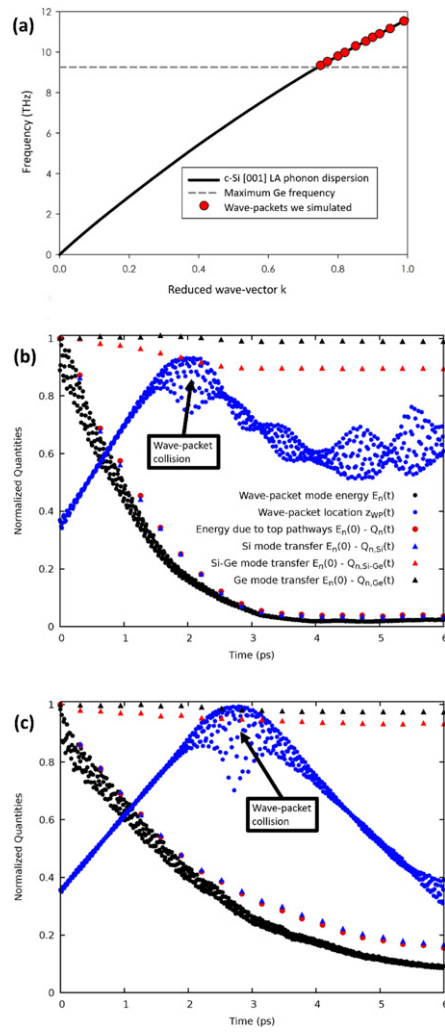 (a)
12
10
8
6
4
2
0
Frequency (THz)
c-Si [001] LA phonon dispersion
Maximum Ge frequency
Wave-packets we simulated
0.0 0.2 0.4 0.6 0.8 1.0
Reduced wave-vector k
(b)
1
0.8
0.6
0.4
0.2
0
Normalized Quantities
Wave-packet
collision
Wave-packet mode energy En(t)
Wave-packet location zWP(t)
Energy due to top pathways En(0) - Qn(t)
Si mode transfer En(0) - Qn,Si(t)
Si-Ge mode transfer En(0) - Qn,Si-Ge(t)
Ge mode transfer En(0) - Qn,Ge(t)
0 1 2 3 4 5 6
Time (ps)
(c)
1
0.8
0.6
0.4
0.2
0
Normalized Quantities
Wave-packet
collision
0 1 2 3 4 5 6
Time (ps)